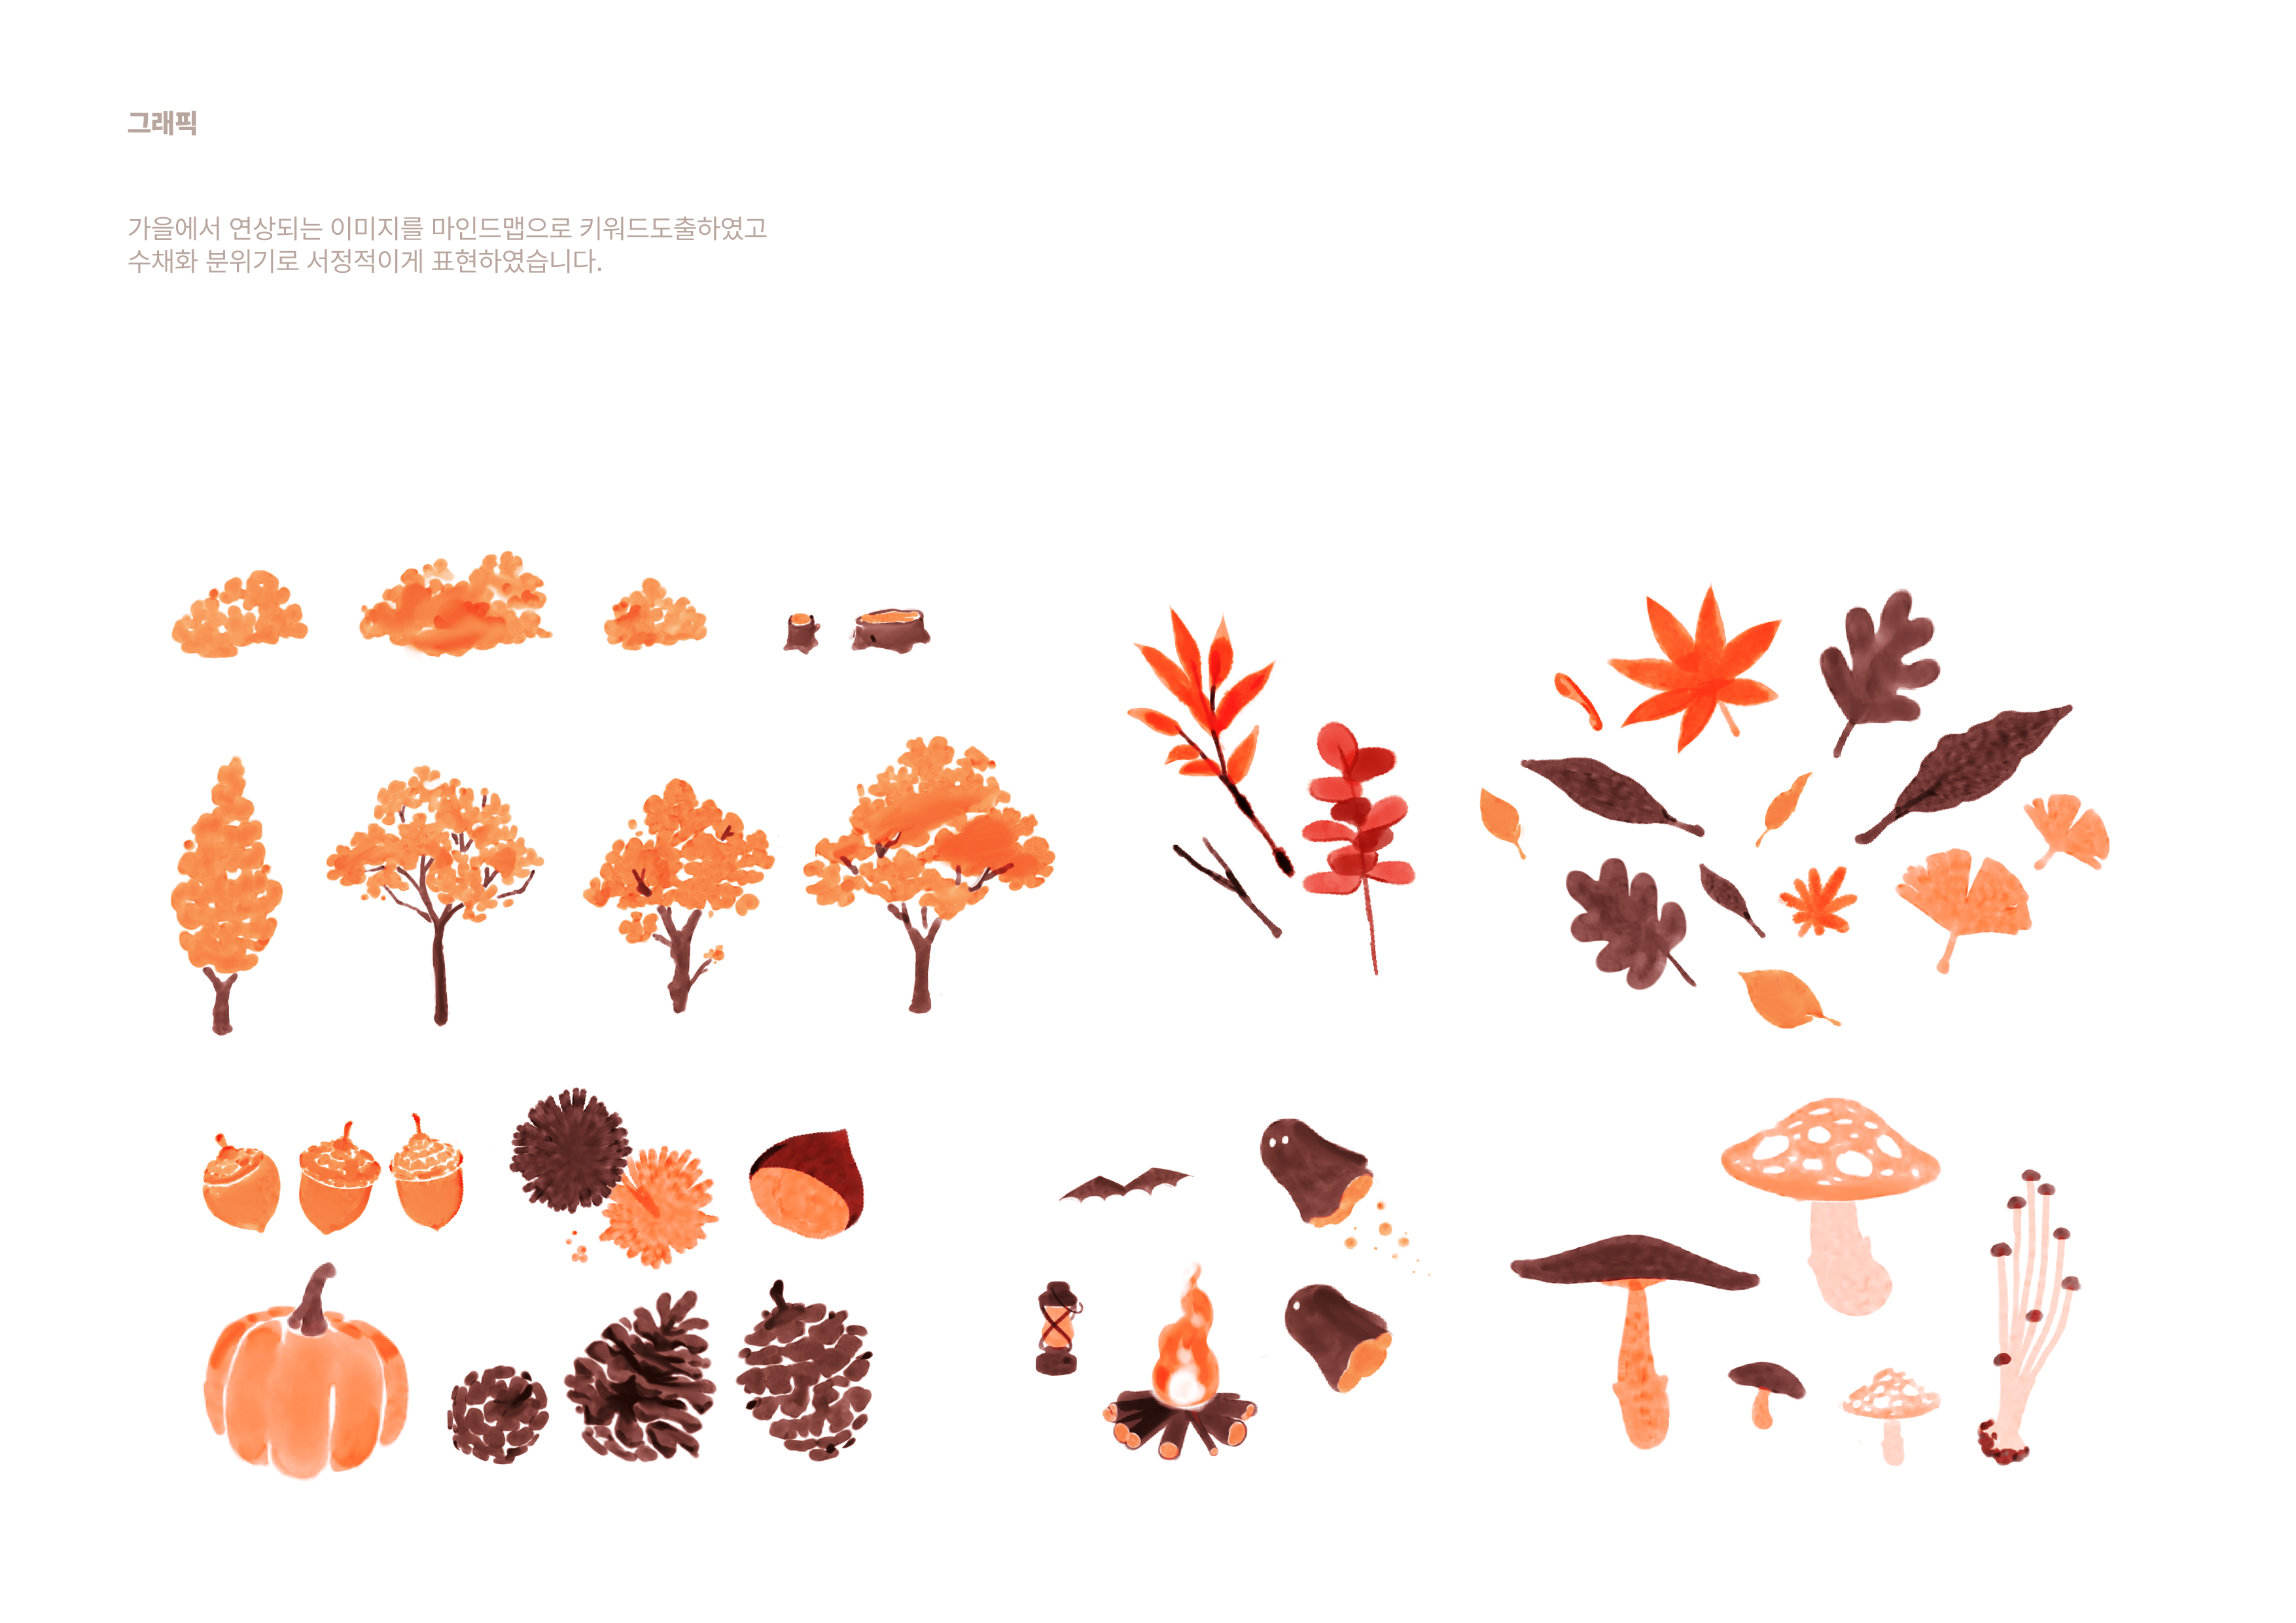 그래픽
가을에서 연상되는 이미지를 마인드맵으로 키워드도출하였고
수채화 분위기로 서정적이게 표현하였습니다.